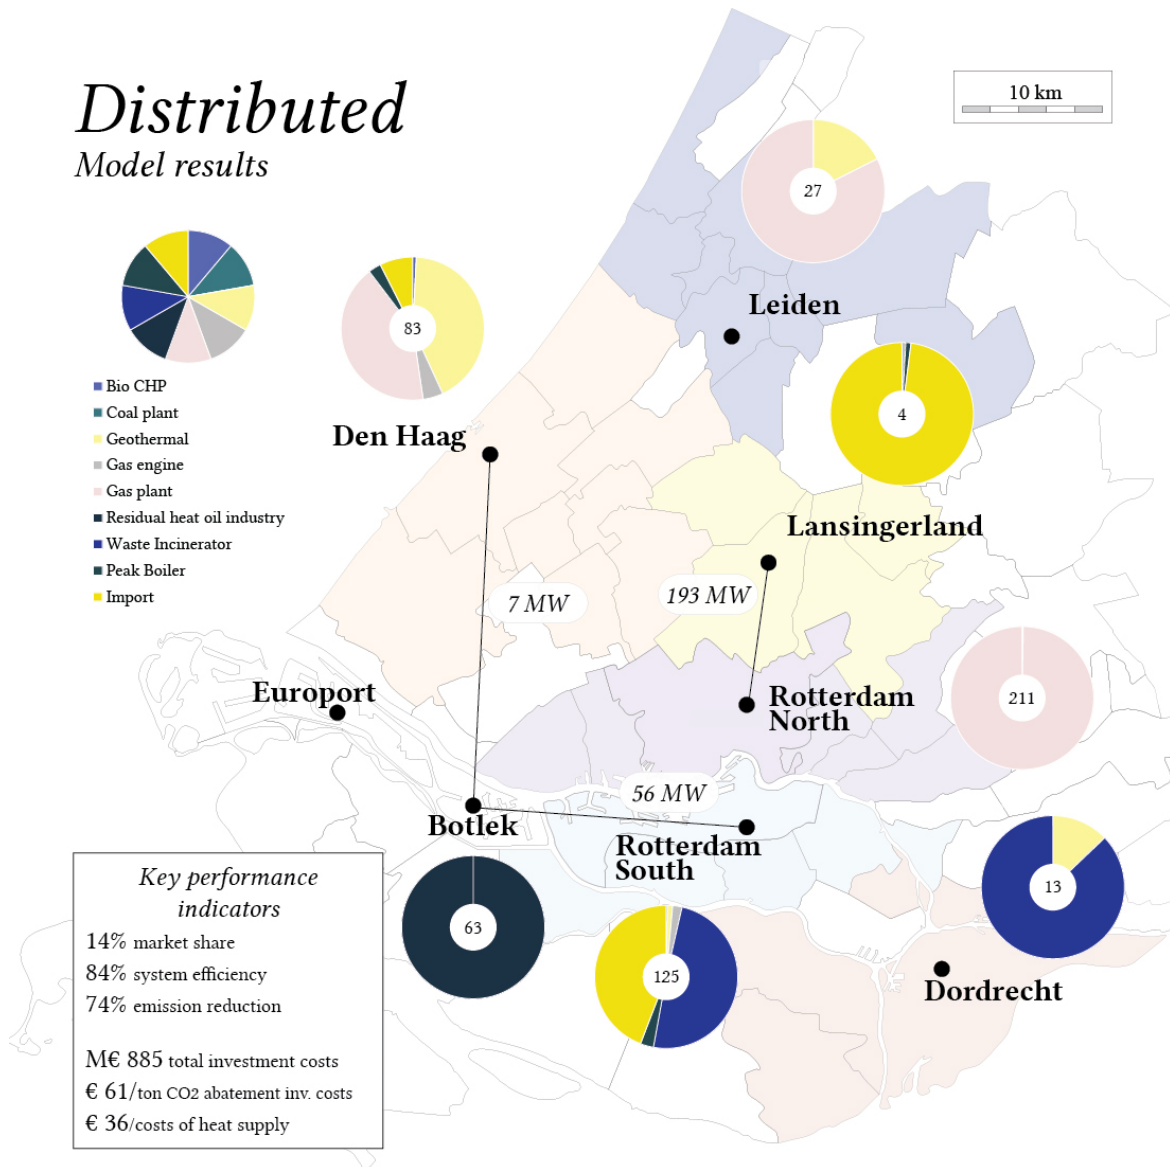 Distributed
Model results
10 km
27
83
Leiden
Bio CHP
Coal plant
Geothermal
Gas engine
Gas plant
Residual heat oil industry
Waste Incinerator
Peak Boiler
Import
Den Haag
4
Lansingerland
7 MW
193 MW
Europort
Rotterdam
North
211
56 MW
Botlek
Rotterdam
South
13
63
125
Dordrecht
Key performance
indicators
14% market share
84% system efficiency
74% emission reduction
M€ 885 total investment costs
€ 61/ton CO2 abatement inv. costs
€ 36/costs of heat supply